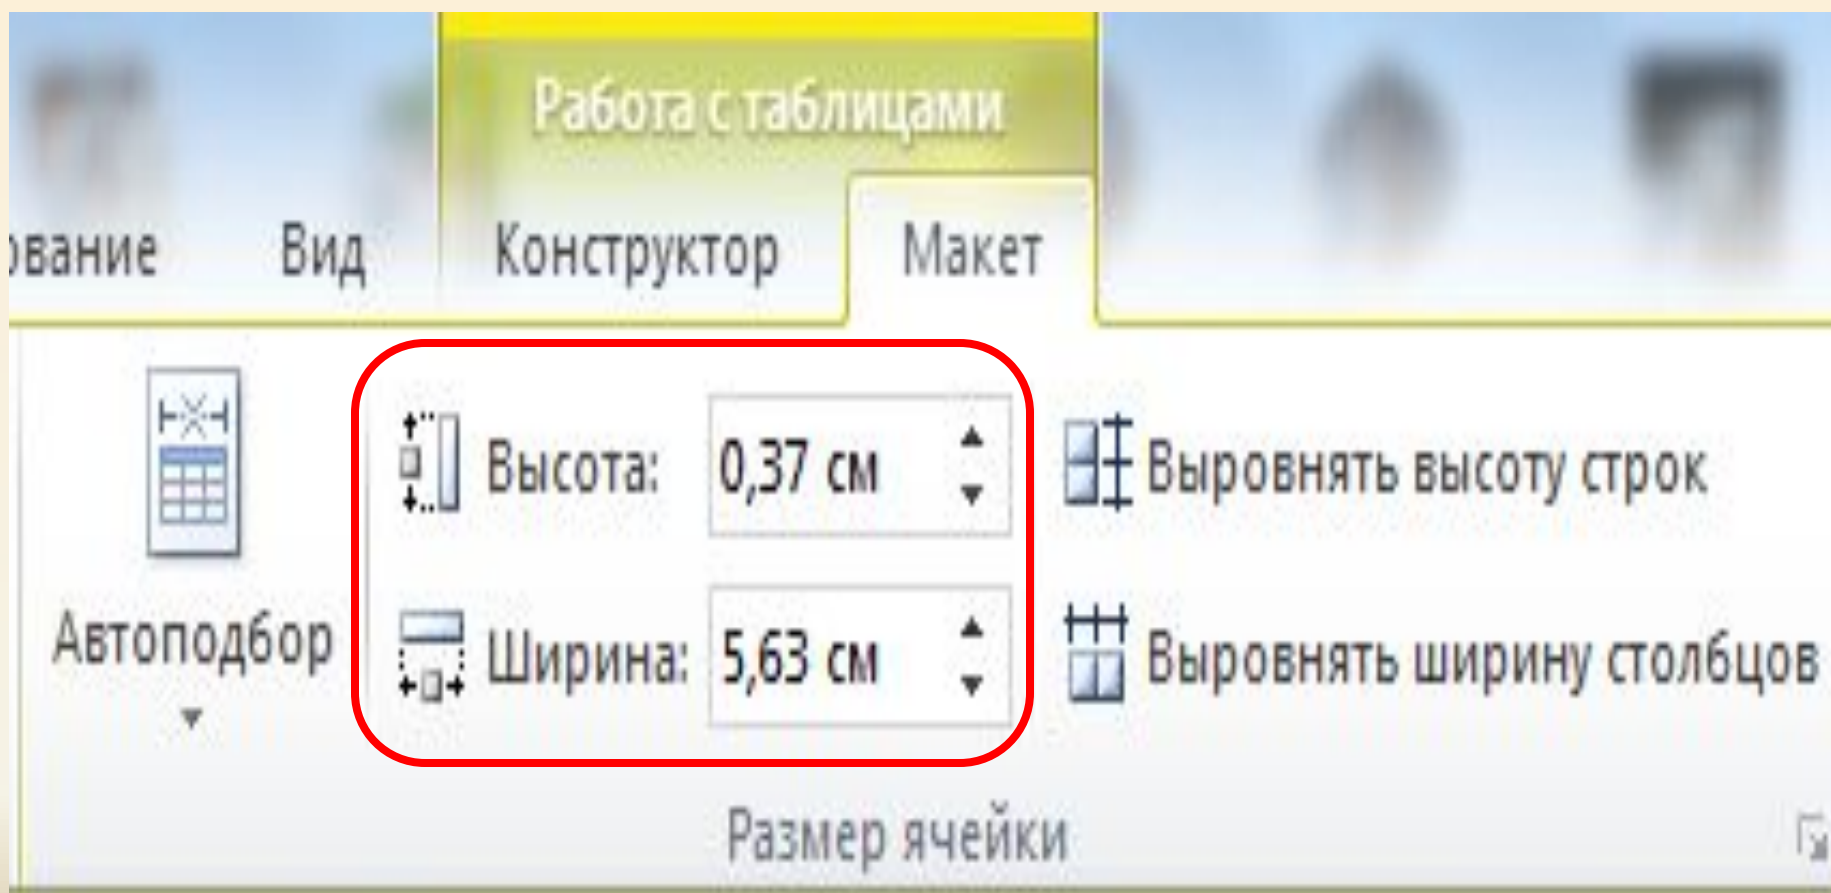 Работа с таблицами
ование Вид Конструктор Макет
Высота: 0,37 см Выровнять высоту строк
Автоподбор Ширина: 5,63 см Выровнять ширину столбцов
Размер ячейки